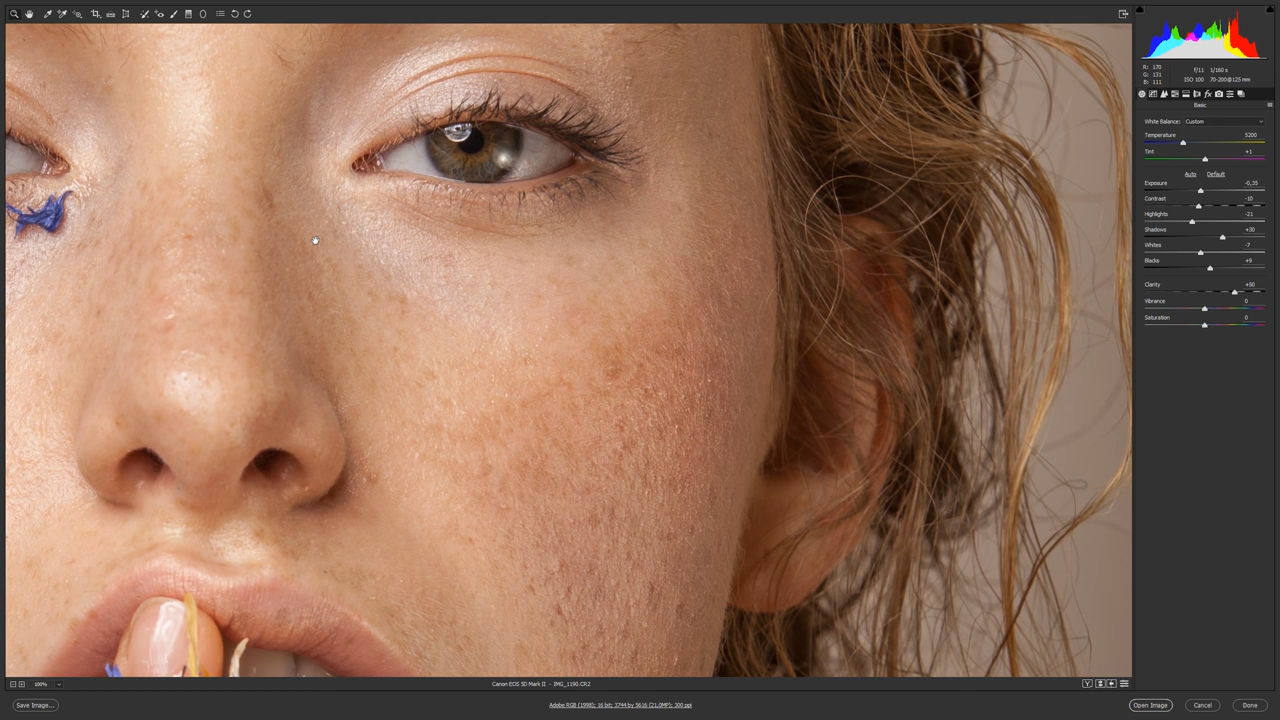 R: 170
G: 131
B: 111
f/11 1/160 s
ISO 100 70-200@125 mm
Basic
White Balance: Custom
Temperature 5200
Tint +1
Auto Default
Exposure -0,35
Contrast -10
Highlights -21
Shadows +30
Whites -7
Blacks +9
Clarity +50
Vibrance 0
Saturation 0
100%
Canon EOS 5D Mark II - IMG_1190.CR2
Y
Save Image...
Adobe RGB (1998); 16 bit; 3744 by 5616 (21,0MP); 300 ppi
Open Image Cancel Done